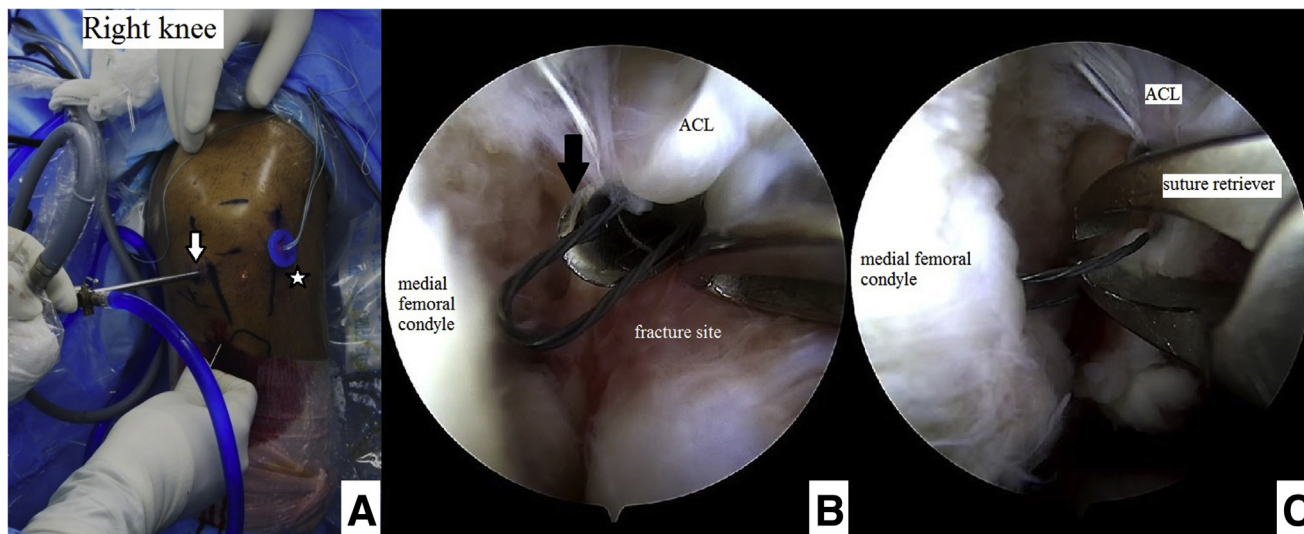 Right knee
A
ACL
medial
femoral
condyle
fracture site
B
ACL
suture retriever
medial femoral
condyle
C